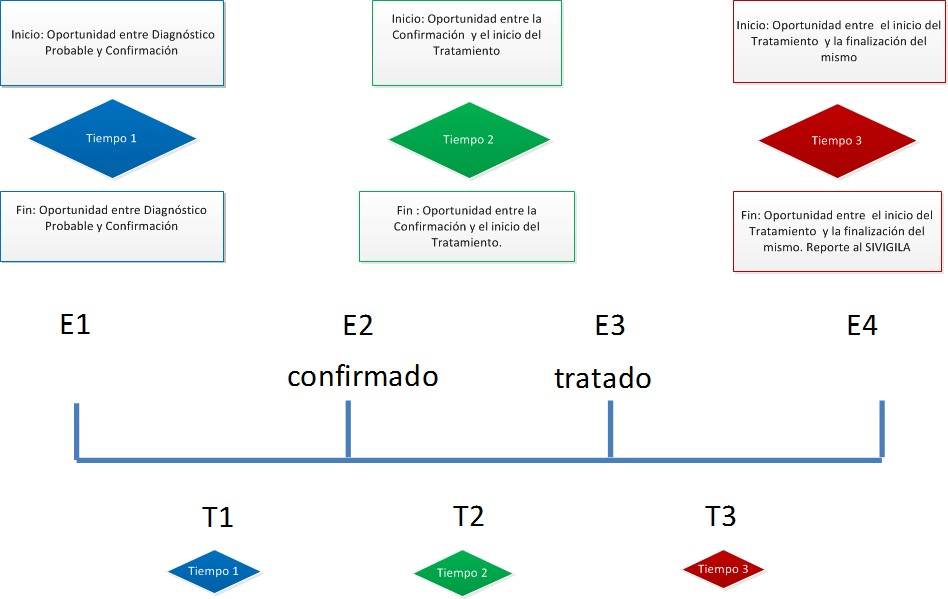 Inicio: Oportunidad entre Diagnóstico
Probable y Confirmación
Inicio: Oportunidad entre la
Confirmación y el inicio del
Tratamiento
Inicio: Oportunidad entre el inicio del
Tratamiento y la finalización del
mismo
Tiempo 1
Tiempo 2
Tiempo 3
Fin: Oportunidad entre Diagnóstico
Probable y Confirmación
Fin : Oportunidad entre la
Confirmación y el inicio del
Tratamiento.
Fin: Oportunidad entre el inicio del
Tratamiento y la finalización del
mismo. Reporte al SIVIGILA
E1
E2
E3
E4
confirmado
tratado
T1
T2
T3
Tiempo 1
Tiempo 2
Tiempo 3